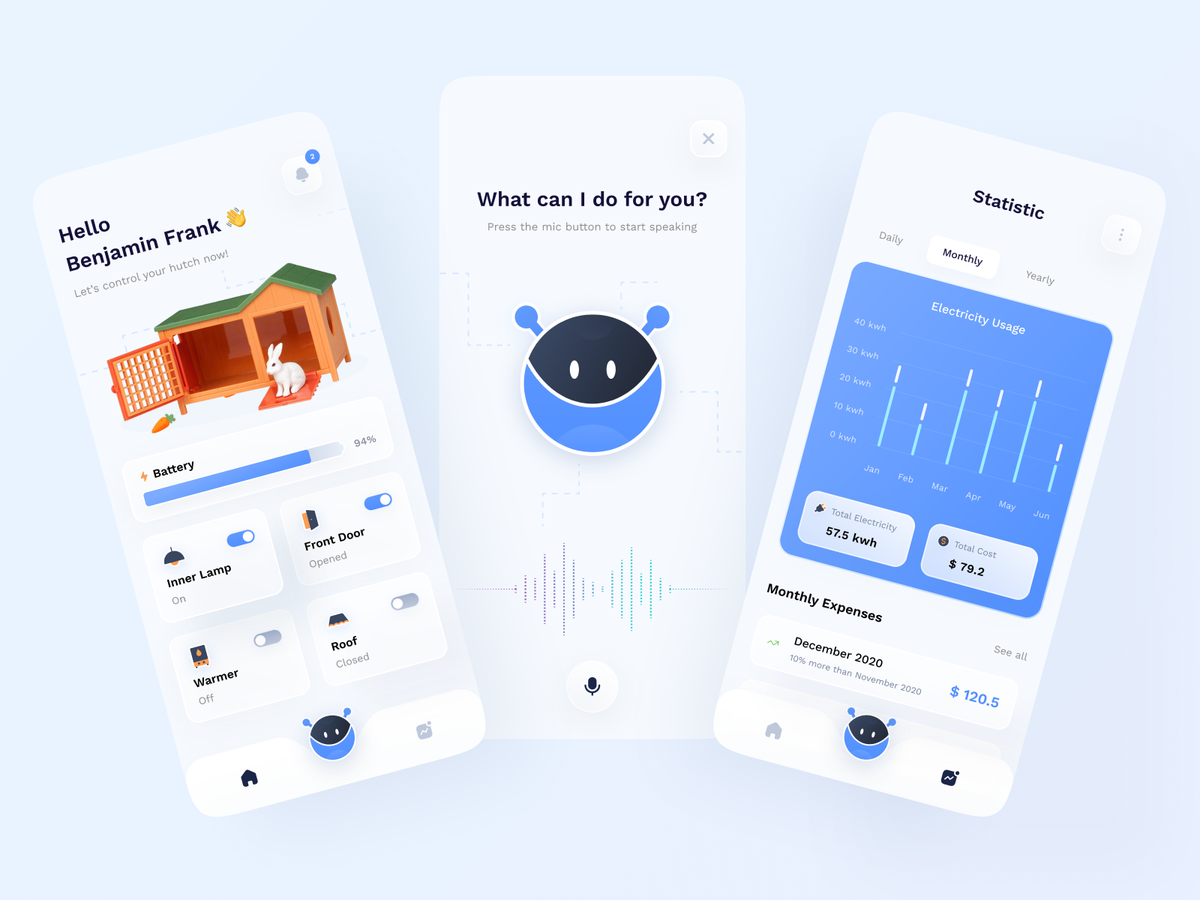 2
Hello
Benjamin Frank 👋
Let's control your hutch now!
Battery
94%
Inner Lamp
On
Front Door
Opened
Warmer
Off
Roof
Closed
What can I do for you?
Press the mic button to start speaking
Statistic
Daily
Monthly
Yearly
Electricity Usage
40 kwh
30 kwh
20 kwh
10 kwh
0 kwh
Jan
Feb
Mar
Apr
May
Jun
Total Electricity
57.5 kwh
Total Cost
$ 79.2
Monthly Expenses
See all
December 2020
10% more than November 2020
$ 120.5